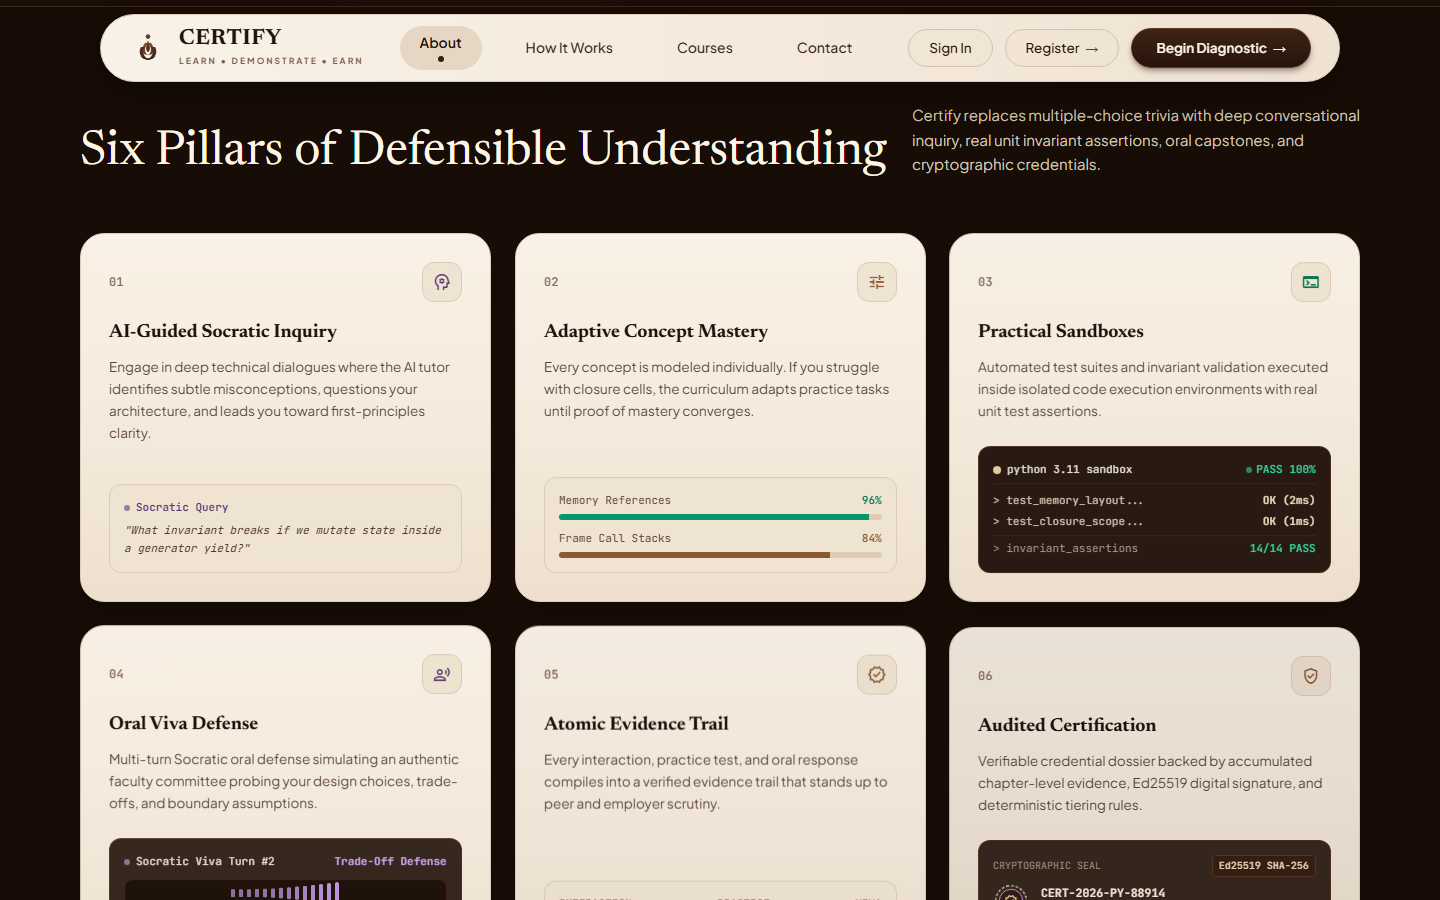 CERTIFY
LEARN • DEMONSTRATE • EARN
About
How It Works
Courses
Contact
Sign In
Register →
Begin Diagnostic →
Six Pillars of Defensible Understanding
Certify replaces multiple-choice trivia with deep conversational
inquiry, real unit invariant assertions, oral capstones, and
cryptographic credentials.
01
AI-Guided Socratic Inquiry
Engage in deep technical dialogues where the AI tutor
identifies subtle misconceptions, questions your
architecture, and leads you toward first-principles
clarity.
Socratic Query
"What invariant breaks if we mutate state inside
a generator yield?"
02
Adaptive Concept Mastery
Every concept is modeled individually. If you struggle
with closure cells, the curriculum adapts practice tasks
until proof of mastery converges.
Memory References 96%
Frame Call Stacks 84%
03
Practical Sandboxes
Automated test suites and invariant validation executed
inside isolated code execution environments with real
unit test assertions.
python 3.11 sandbox PASS 100%
> test_memory_layout... OK (2ms)
> test_closure_scope... OK (1ms)
> invariant_assertions 14/14 PASS
04
Oral Viva Defense
Multi-turn Socratic oral defense simulating an authentic
faculty committee probing your design choices, trade-
offs, and boundary assumptions.
Socratic Viva Turn #2 Trade-Off Defense
05
Atomic Evidence Trail
Every interaction, practice test, and oral response
compiles into a verified evidence trail that stands up to
peer and employer scrutiny.
06
Audited Certification
Verifiable credential dossier backed by accumulated
chapter-level evidence, Ed25519 digital signature, and
deterministic tiering rules.
CRYPTOGRAPHIC SEAL Ed25519 SHA-256
CERT-2026-PY-88914